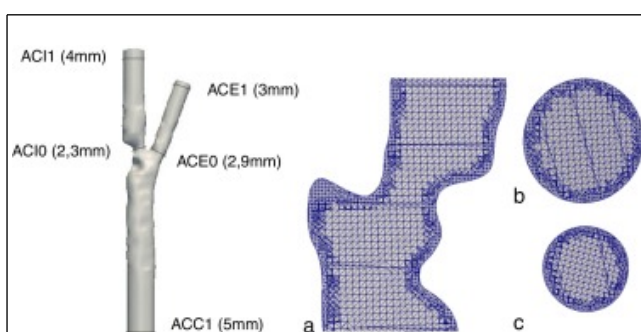 ACI1 (4mm)
ACE1 (3mm)
ACI0 (2,3mm)
ACE0 (2,9mm)
b
c
a
ACC1 (5mm)